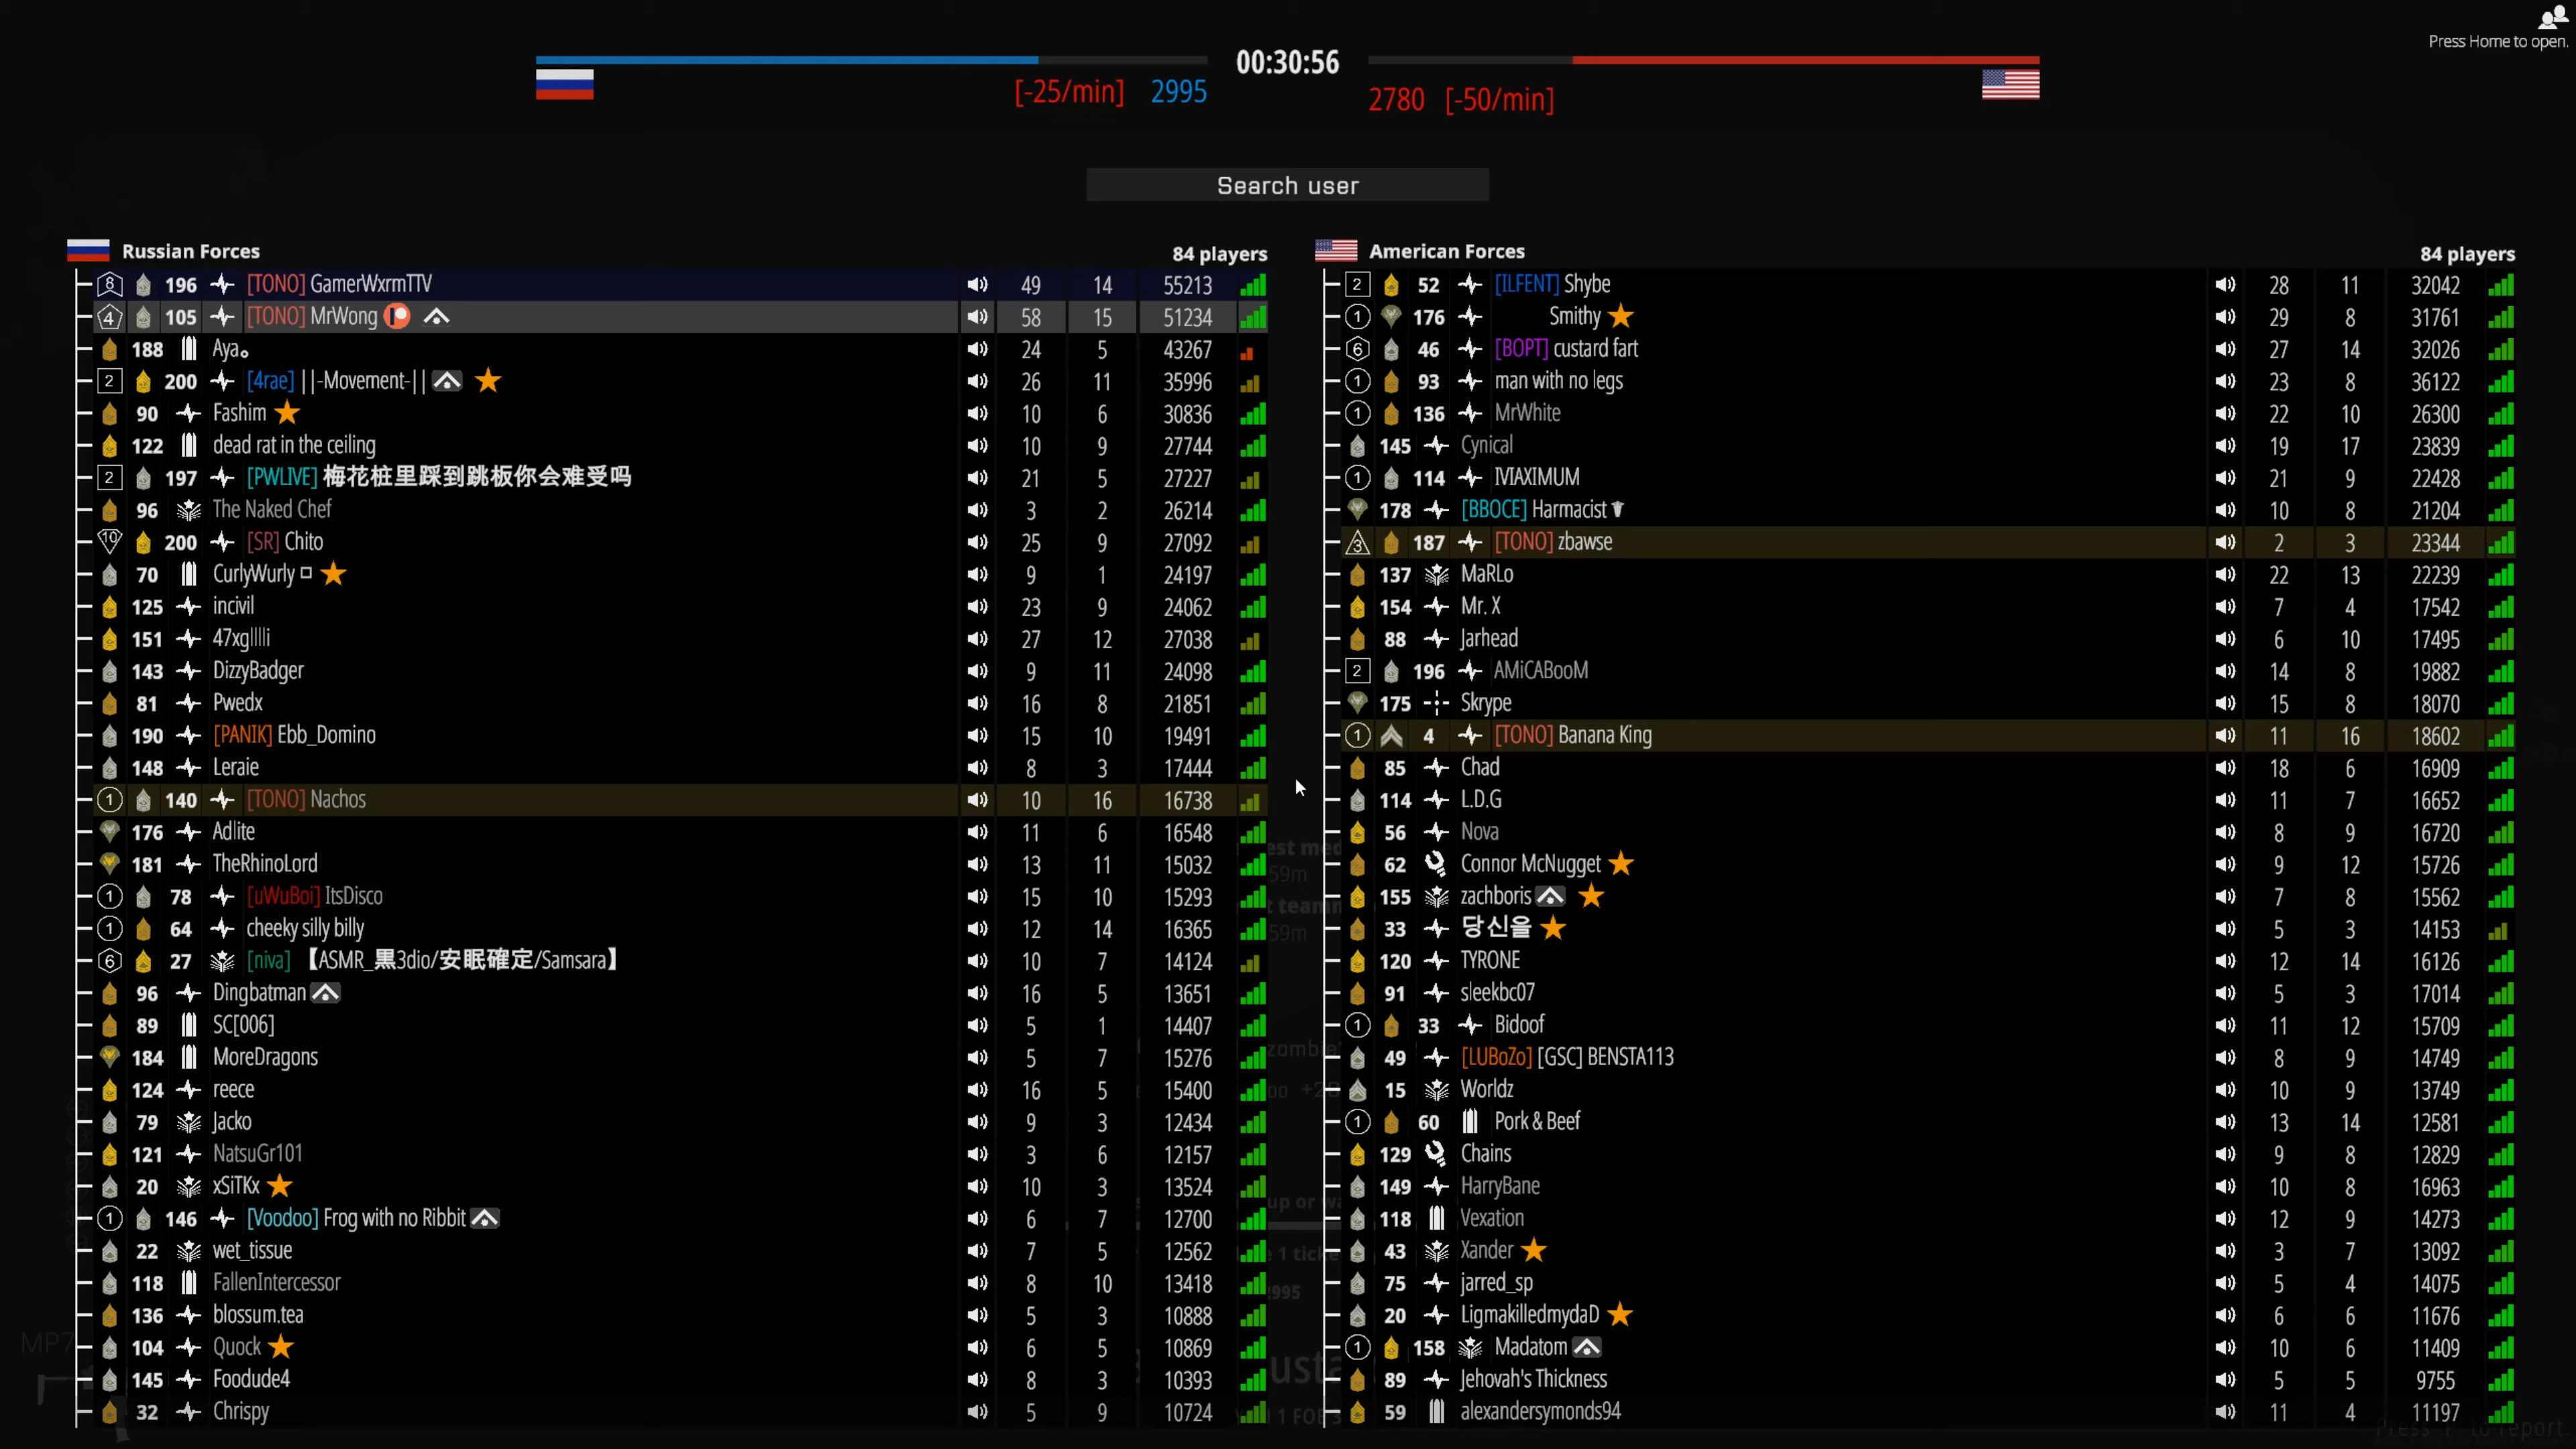 Press Home to open.
00:30:56
[-25/min] 2995
2780 [-50/min]
Search user
Russian Forces 84 players
8 196 [TONO] GamerWxrmTTV 49 14 55213
4 105 [TONO] MrWong 58 15 51234
188 Aya。 24 5 43267
2 200 [4rae] ||-Movement-|| 26 11 35996
90 Fashim 10 6 30836
122 dead rat in the ceiling 10 9 27744
2 197 [PWLIVE] 梅花桩里踩到跳板你会难受吗 21 5 27227
96 The Naked Chef 3 2 26214
10 200 [SR] Chito 25 9 27092
70 CurlyWurly □ 9 1 24197
125 incivil 23 9 24062
151 47xgllllli 27 12 27038
143 DizzyBadger 9 11 24098
81 Pwedx 16 8 21851
190 [PANIK] Ebb_Domino 15 10 19491
148 Leraie 8 3 17444
1 140 [TONO] Nachos 10 16 16738
176 Adlite 11 6 16548
181 TheRhinoLord 13 11 15032
1 78 [uWuBoi] ItsDisco 15 10 15293
1 64 cheeky silly billy 12 14 16365
6 27 [niva] 【ASMR_黒3dio/安眠確定/Samsara】 10 7 14124
96 Dingbatman 16 5 13651
89 SC[006] 5 1 14407
184 MoreDragons 5 7 15276
124 reece 16 5 15400
79 Jacko 9 3 12434
121 NatsuGr101 3 6 12157
20 xSiTKx 10 3 13524
1 146 [Voodoo] Frog with no Ribbit 6 7 12700
22 wet_tissue 7 5 12562
118 FallenIntercessor 8 10 13418
136 blossum.tea 5 3 10888
104 Quock 6 5 10869
145 Foodude4 8 3 10393
32 Chrispy 5 9 10724
American Forces 84 players
2 52 [ILFENT] Shybe 28 11 32042
1 176 Smithy 29 8 31761
6 46 [BOPT] custard fart 27 14 32026
1 93 man with no legs 23 8 36122
1 136 MrWhite 22 10 26300
145 Cynical 19 17 23839
1 114 IVIAXIMUM 21 9 22428
178 [BBOCE] Harmacist 10 8 21204
3 187 [TONO] zbawse 2 3 23344
137 MaRLo 22 13 22239
154 Mr. X 7 4 17542
88 Jarhead 6 10 17495
2 196 AMiCABooM 14 8 19882
175 Skrype 15 8 18070
1 4 [TONO] Banana King 11 16 18602
85 Chad 18 6 16909
114 L.D.G 11 7 16652
56 Nova 8 9 16720
62 Connor McNugget 9 12 15726
155 zachboris 7 8 15562
33 당신을 5 3 14153
120 TYRONE 12 14 16126
91 sleekbc07 5 3 17014
1 33 Bidoof 11 12 15709
49 [LUBoZo] [GSC] BENSTA113 8 9 14749
15 Worldz 10 9 13749
1 60 Pork & Beef 13 14 12581
129 Chains 9 8 12829
149 HarryBane 10 8 16963
118 Vexation 12 9 14273
43 Xander 3 7 13092
75 jarred_sp 5 4 14075
20 LigmakilledmydaD 6 6 11676
1 158 Madatom 10 6 11409
89 Jehovah's Thickness 5 5 9755
59 alexandersymonds94 11 4 11197
MP7